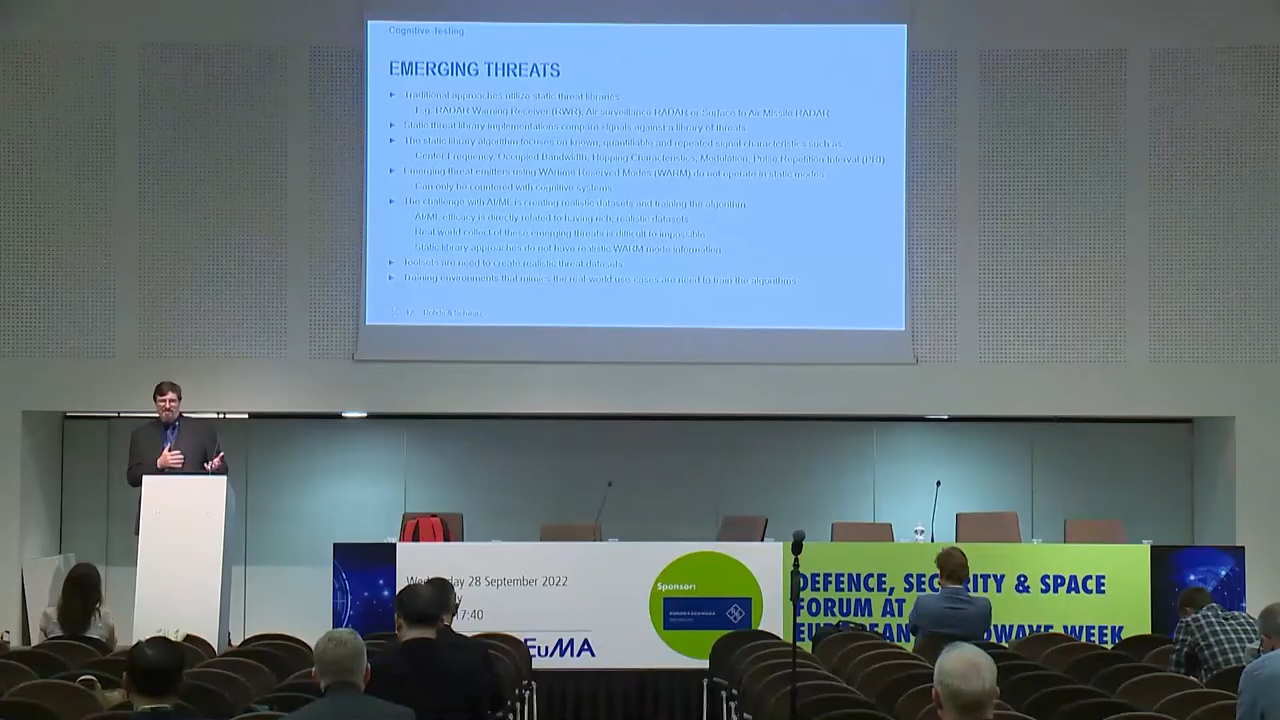 Cognitive Testing
EMERGING THREATS
► Traditional approaches utilize static threat libraries
E.g. RADAR Warning Receiver (RWR), Air surveillance RADAR or Surface to Air Missile RADAR
► Static threat library implementations compare signals against a library of threats
► The static library algorithm focuses on known, quantifiable and repeated signal characteristics such as:
Center Frequency, Occupied Bandwidth, Hopping Characteristics, Modulation, Pulse Repetition Interval (PRI)
► Emerging threat emitters using WArtime Reserved Modes (WARM) do not operate in static modes
Can only be countered with cognitive systems
► The challenge with AI/ML is creating realistic datasets and training the algorithm
AI/ML efficacy is directly related to having rich, realistic datasets
Real world collect of these emerging threats is difficult to impossible
Static library approaches do not have realistic WARM mode information
► Toolsets are need to create realistic threat datasets
► Training environments that mimics the real-world use cases are need to train the algorithms
17 Rohde & Schwarz
28 September 2022
17:40
EuMA
Sponsor:
ROHDE & SCHWARZ
DEFENCE, SECURITY & SPACE
FORUM AT
EUROPEAN MICROWAVE WEEK